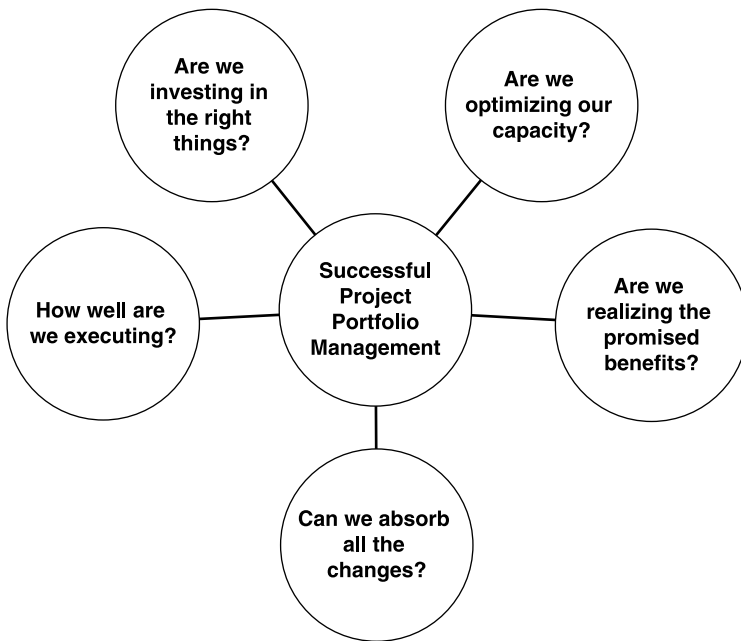 Are we
investing in
the right
things?
Are we
optimizing our
capacity?
Successful
Project
Portfolio
Management
How well are
we executing?
Are we
realizing the
promised
benefits?
Can we absorb
all the
changes?